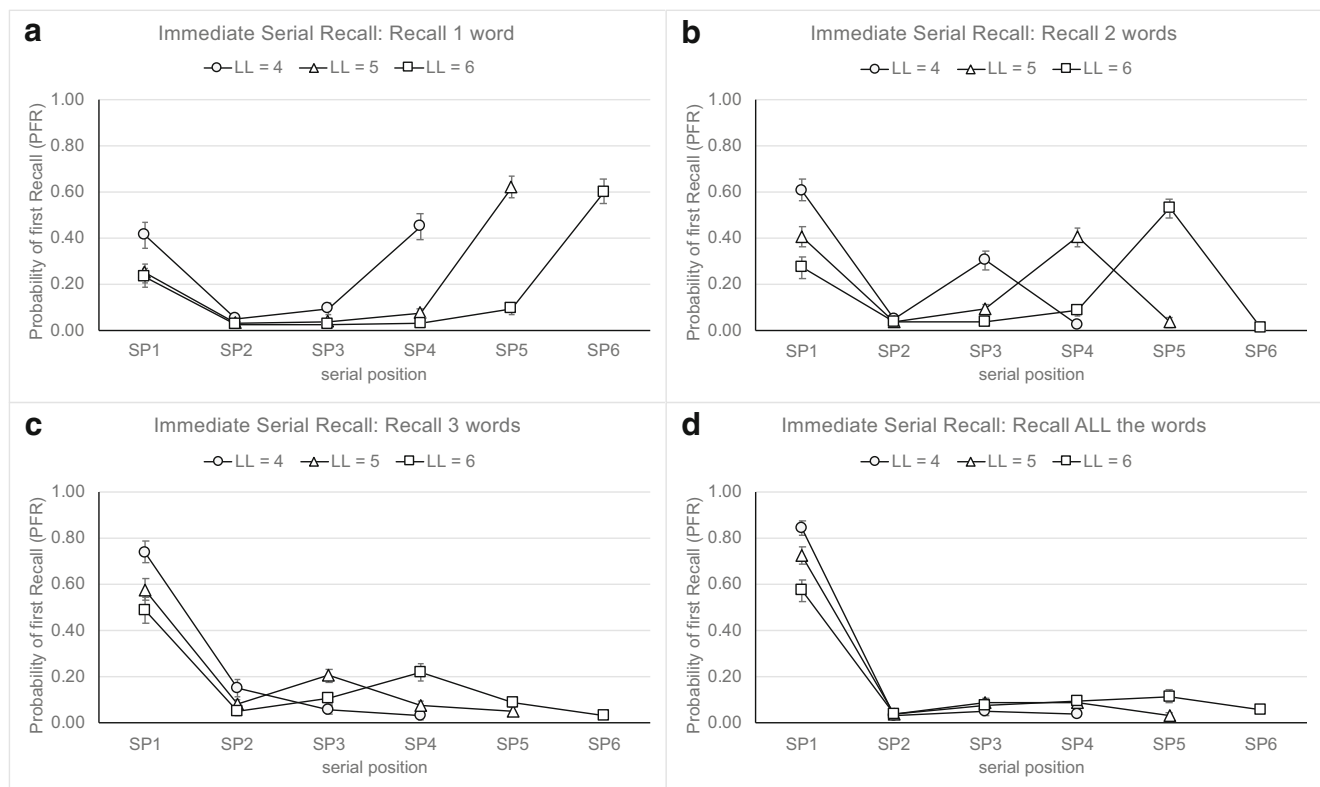 a
Immediate Serial Recall: Recall 1 word
LL = 4 LL = 5 LL = 6
Probability of first Recall (PFR)
1.00
0.80
0.60
0.40
0.20
0.00
SP1 SP2 SP3 SP4 SP5 SP6
serial position
b
Immediate Serial Recall: Recall 2 words
LL = 4 LL = 5 LL = 6
Probability of first Recall (PFR)
1.00
0.80
0.60
0.40
0.20
0.00
SP1 SP2 SP3 SP4 SP5 SP6
serial position
c
Immediate Serial Recall: Recall 3 words
LL = 4 LL = 5 LL = 6
Probability of first Recall (PFR)
1.00
0.80
0.60
0.40
0.20
0.00
SP1 SP2 SP3 SP4 SP5 SP6
serial position
d
Immediate Serial Recall: Recall ALL the words
LL = 4 LL = 5 LL = 6
Probability of first Recall (PFR)
1.00
0.80
0.60
0.40
0.20
0.00
SP1 SP2 SP3 SP4 SP5 SP6
serial position